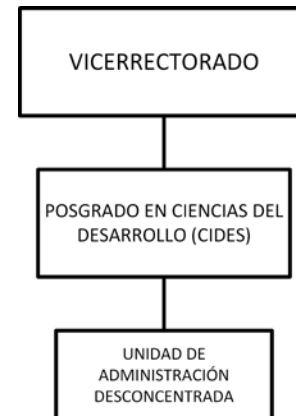 VICERRECTORADO
POSGRADO EN CIENCIAS DEL
DESARROLLO (CIDES)
UNIDAD DE
ADMINISTRACIÓN
DESCONCENTRADA